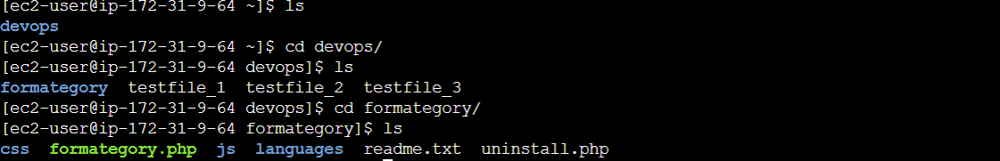 [ec2-user@ip-172-31-9-64 ~]$ ls
devops
[ec2-user@ip-172-31-9-64 ~]$ cd devops/
[ec2-user@ip-172-31-9-64 devops]$ ls
formategory  testfile_1  testfile_2  testfile_3
[ec2-user@ip-172-31-9-64 devops]$ cd formategory/
[ec2-user@ip-172-31-9-64 formategory]$ ls
css  formategory.php  js  languages  readme.txt  uninstall.php